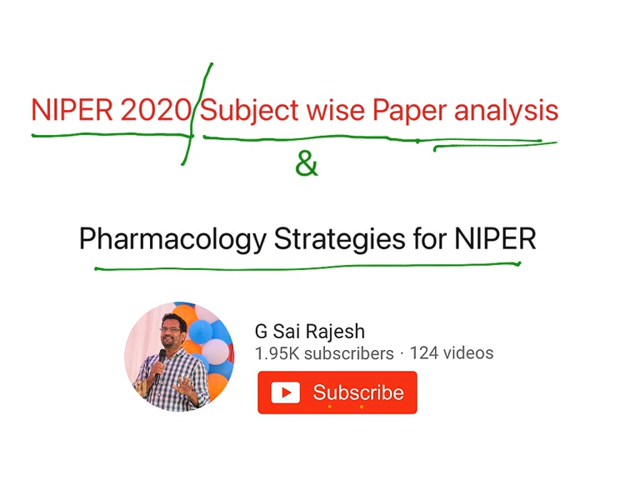 NIPER 2020 Subject wise Paper analysis
&
Pharmacology Strategies for NIPER
G Sai Rajesh
1.95K subscribers · 124 videos
Subscribe